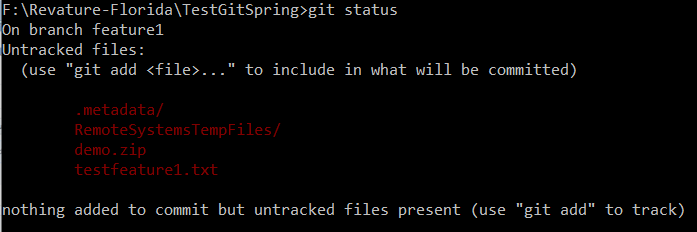 F:\Revature-Florida\TestGitSpring>git status
On branch feature1
Untracked files:
  (use "git add <file>..." to include in what will be committed)
        .metadata/
        RemoteSystemsTempFiles/
        demo.zip
        testfeature1.txt
nothing added to commit but untracked files present (use "git add" to track)